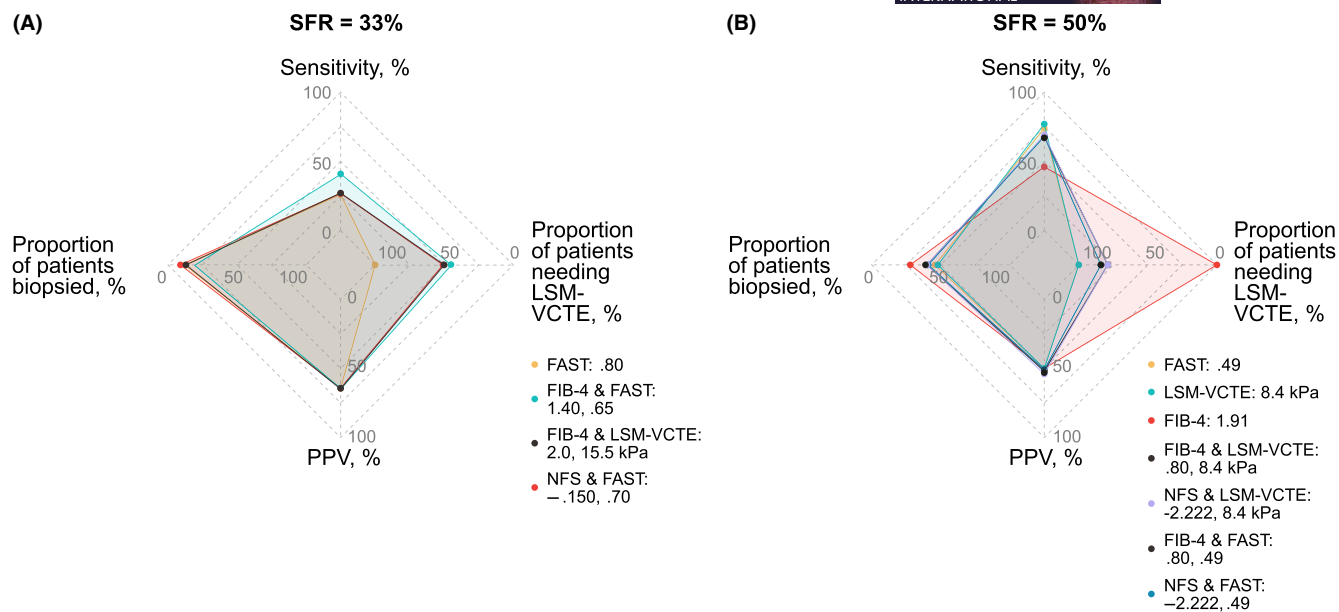 (A)
SFR = 33%
Sensitivity, %
100
50
0
Proportion
of patients
biopsied, %
0
50
100
100
50
0
Proportion
of patients
needing
LSM-
VCTE, %
0
50
100
PPV, %
FAST: .80
FIB-4 & FAST:
1.40, .65
FIB-4 & LSM-VCTE:
2.0, 15.5 kPa
NFS & FAST:
– .150, .70
(B)
SFR = 50%
Sensitivity, %
100
50
0
Proportion
of patients
biopsied, %
0
50
100
100
50
0
Proportion
of patients
needing
LSM-
VCTE, %
0
50
100
PPV, %
FAST: .49
LSM-VCTE: 8.4 kPa
FIB-4: 1.91
FIB-4 & LSM-VCTE:
.80, 8.4 kPa
NFS & LSM-VCTE:
-2.222, 8.4 kPa
FIB-4 & FAST:
.80, .49
NFS & FAST:
–2.222, .49